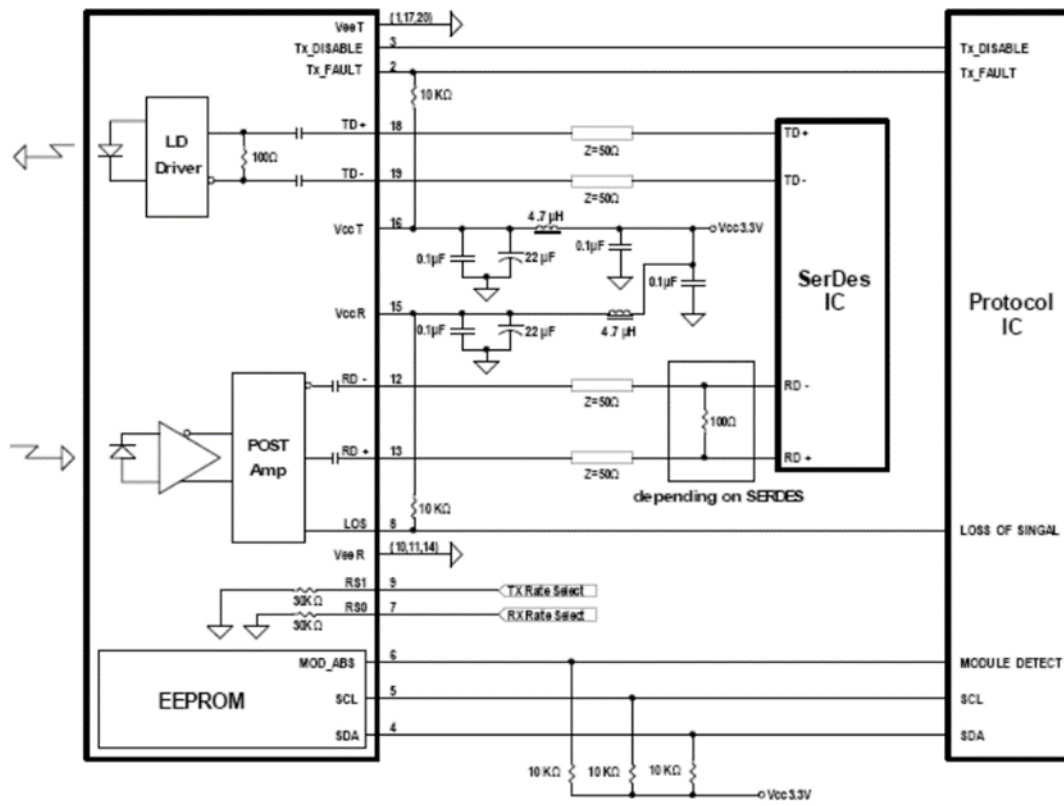 VeeT (1,17,20)
Tx_DISABLE 3 Tx_DISABLE
Tx_FAULT 2 Tx_FAULT
10 KΩ
LD
Driver
100Ω
TD+ 18 Z=50Ω TD+
TD- 19 Z=50Ω TD-
VccT 16 4.7 μH Vcc3.3V
0.1μF 22 μF 0.1μF 0.1μF
SerDes
IC
Protocol
IC
VccR 15
0.1μF 22 μF 4.7 μH
RD - 12 Z=50Ω RD -
100Ω
POST
Amp
RD + 13 Z=50Ω RD +
depending on SERDES
10 KΩ
LOS 8 LOSS OF SINGAL
VeeR (10,11,14)
RS1 9 TX Rate Select
30KΩ
RS0 7 RX Rate Select
30KΩ
MOD_ABS 6 MODULE DETECT
EEPROM
SCL 5 SCL
SDA 4 SDA
10 KΩ 10 KΩ 10 KΩ
Vcc3.3V